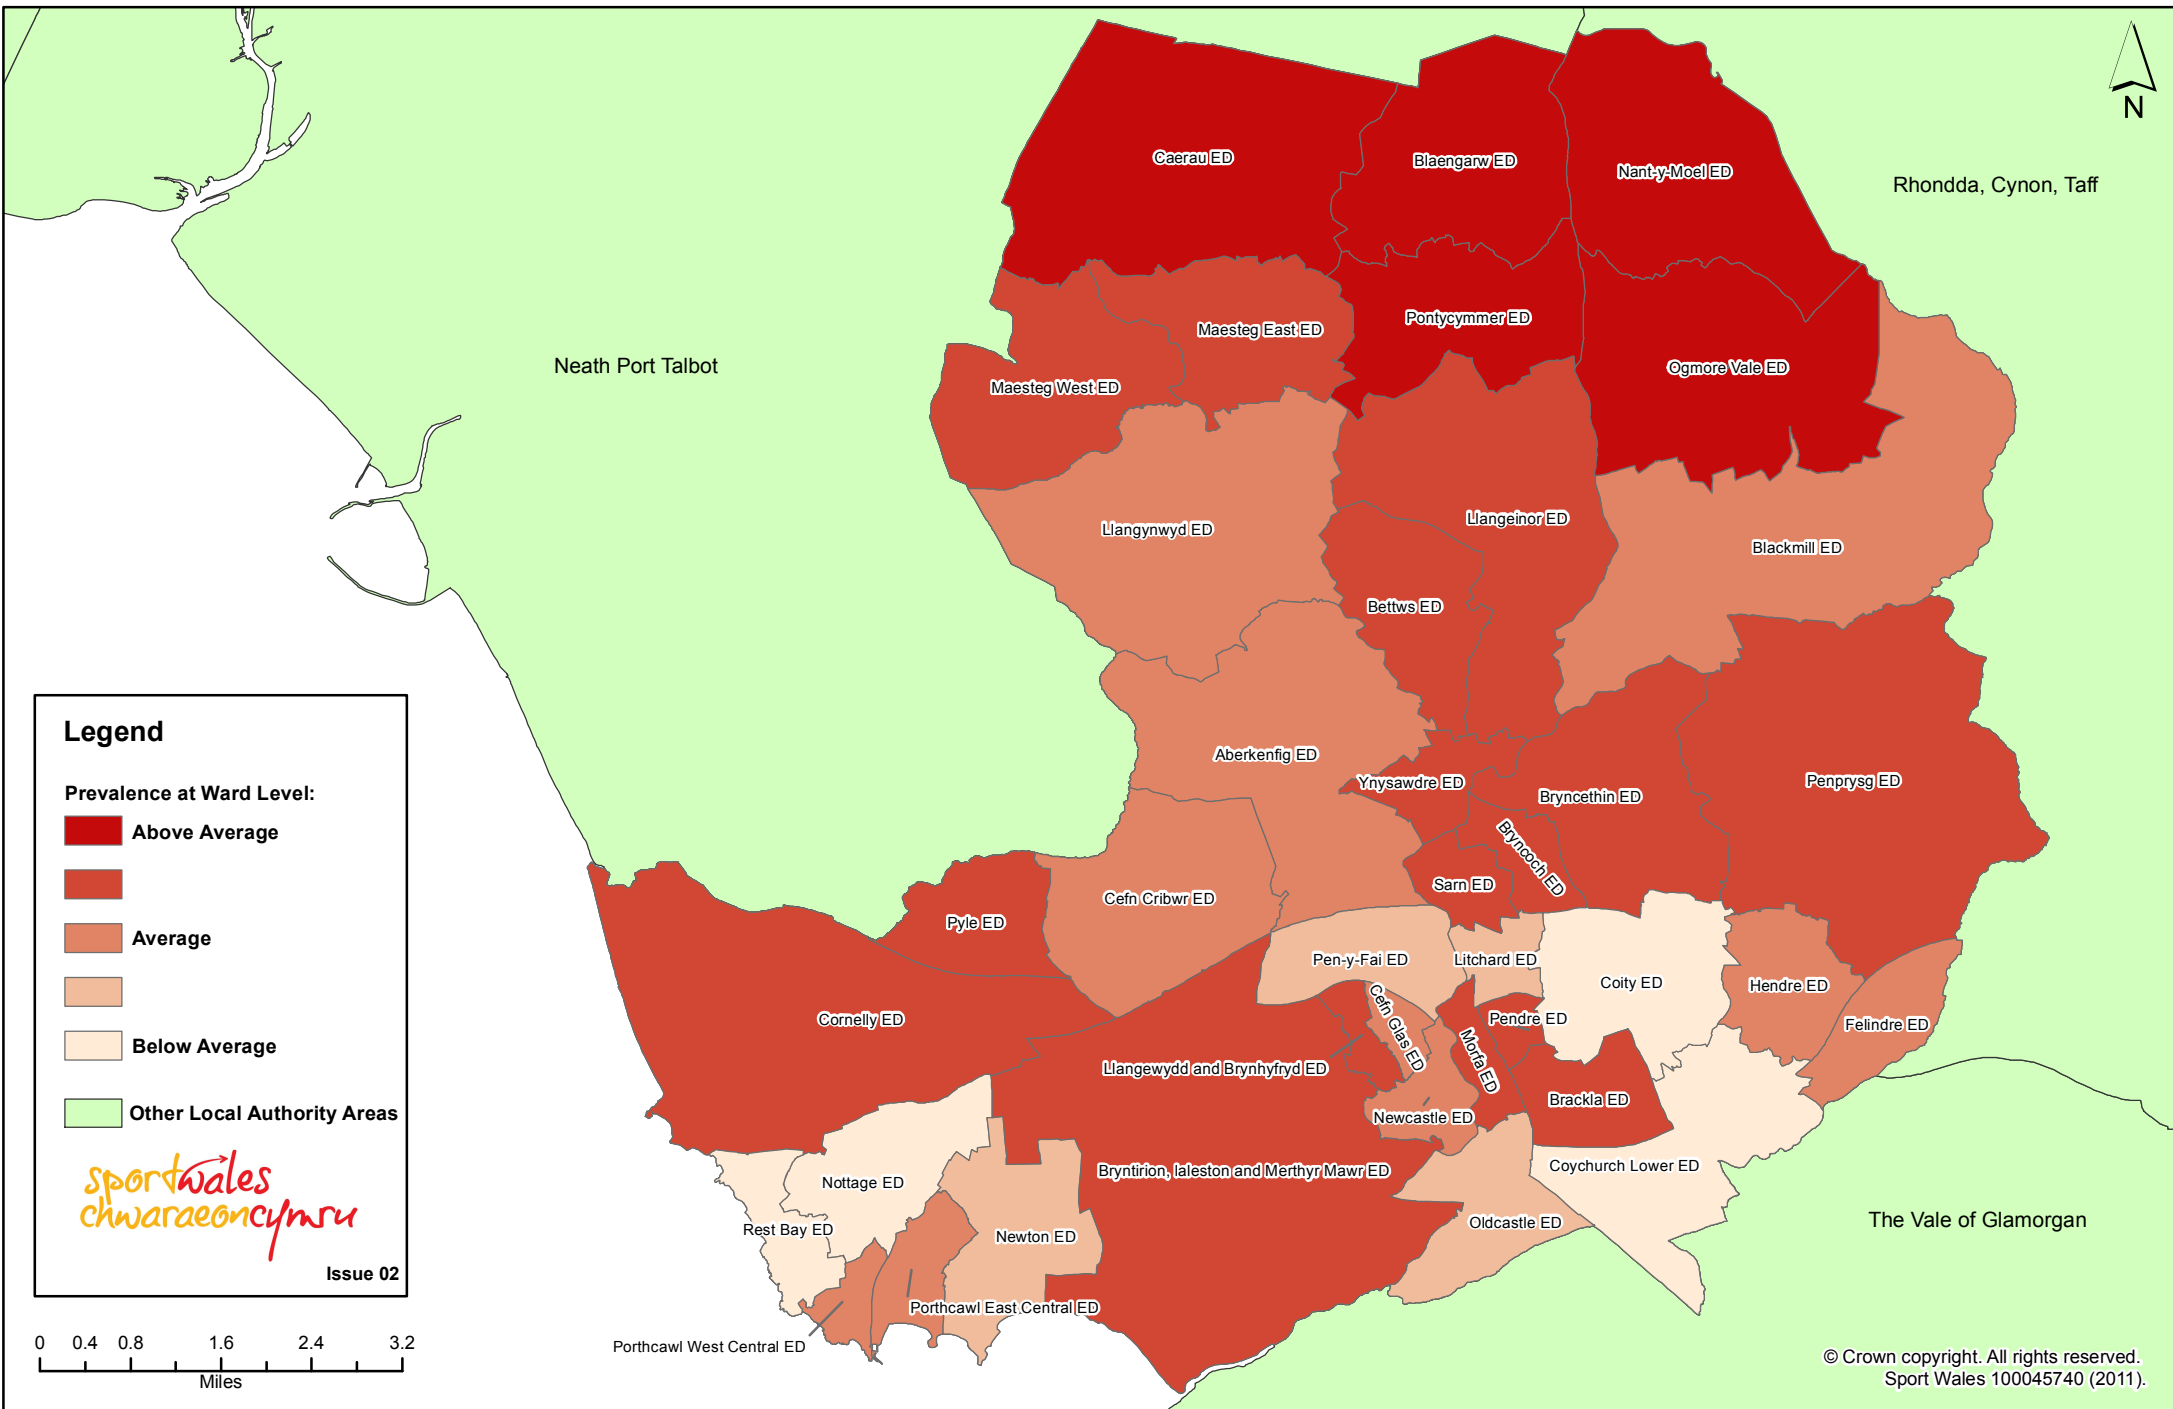 N
Caerau ED
Blaengarw ED
Nant-y-Moel ED
Rhondda, Cynon, Taff
Pontycymmer ED
Maesteg East ED
Neath Port Talbot
Ogmore Vale ED
Maesteg West ED
Llangeinor ED
Llangynwyd ED
Blackmill ED
Bettws ED
Aberkenfig ED
Ynysawdre ED
Bryncethin ED
Penprysg ED
Bryncoch ED
Sarn ED
Cefn Cribwr ED
Pyle ED
Pen-y-Fai ED
Litchard ED
Coity ED
Hendre ED
Cornelly ED
Cefn Glas ED
Pendre ED
Felindre ED
Morfa ED
Llangewydd and Brynhyfryd ED
Brackla ED
Newcastle ED
Bryntirion, laleston and Merthyr Mawr ED
Coychurch Lower ED
Nottage ED
Rest Bay ED
Newton ED
Oldcastle ED
The Vale of Glamorgan
Porthcawl East Central ED
Porthcawl West Central ED
Legend
Prevalence at Ward Level:
Above Average
Average
Below Average
Other Local Authority Areas
sportwales
chwaraeoncymru
Issue 02
0 0.4 0.8 1.6 2.4 3.2
Miles
© Crown copyright. All rights reserved.
Sport Wales 100045740 (2011).